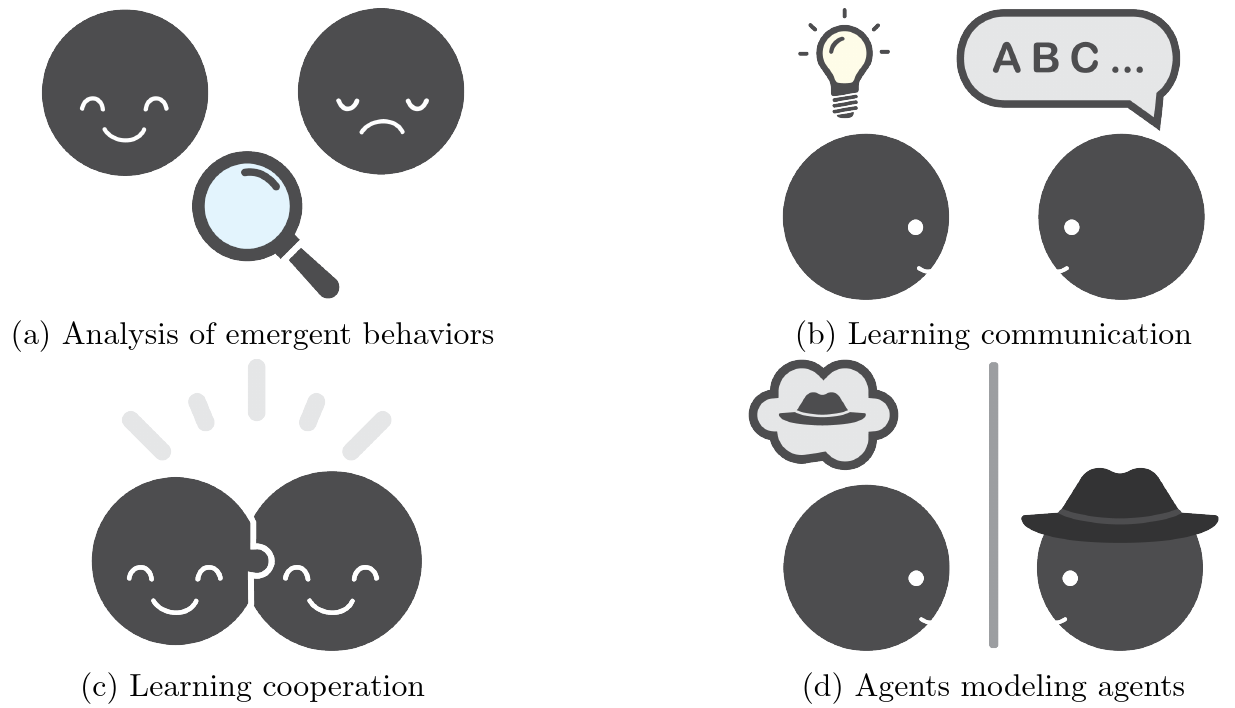 A B C ...
(a) Analysis of emergent behaviors
(b) Learning communication
(c) Learning cooperation
(d) Agents modeling agents